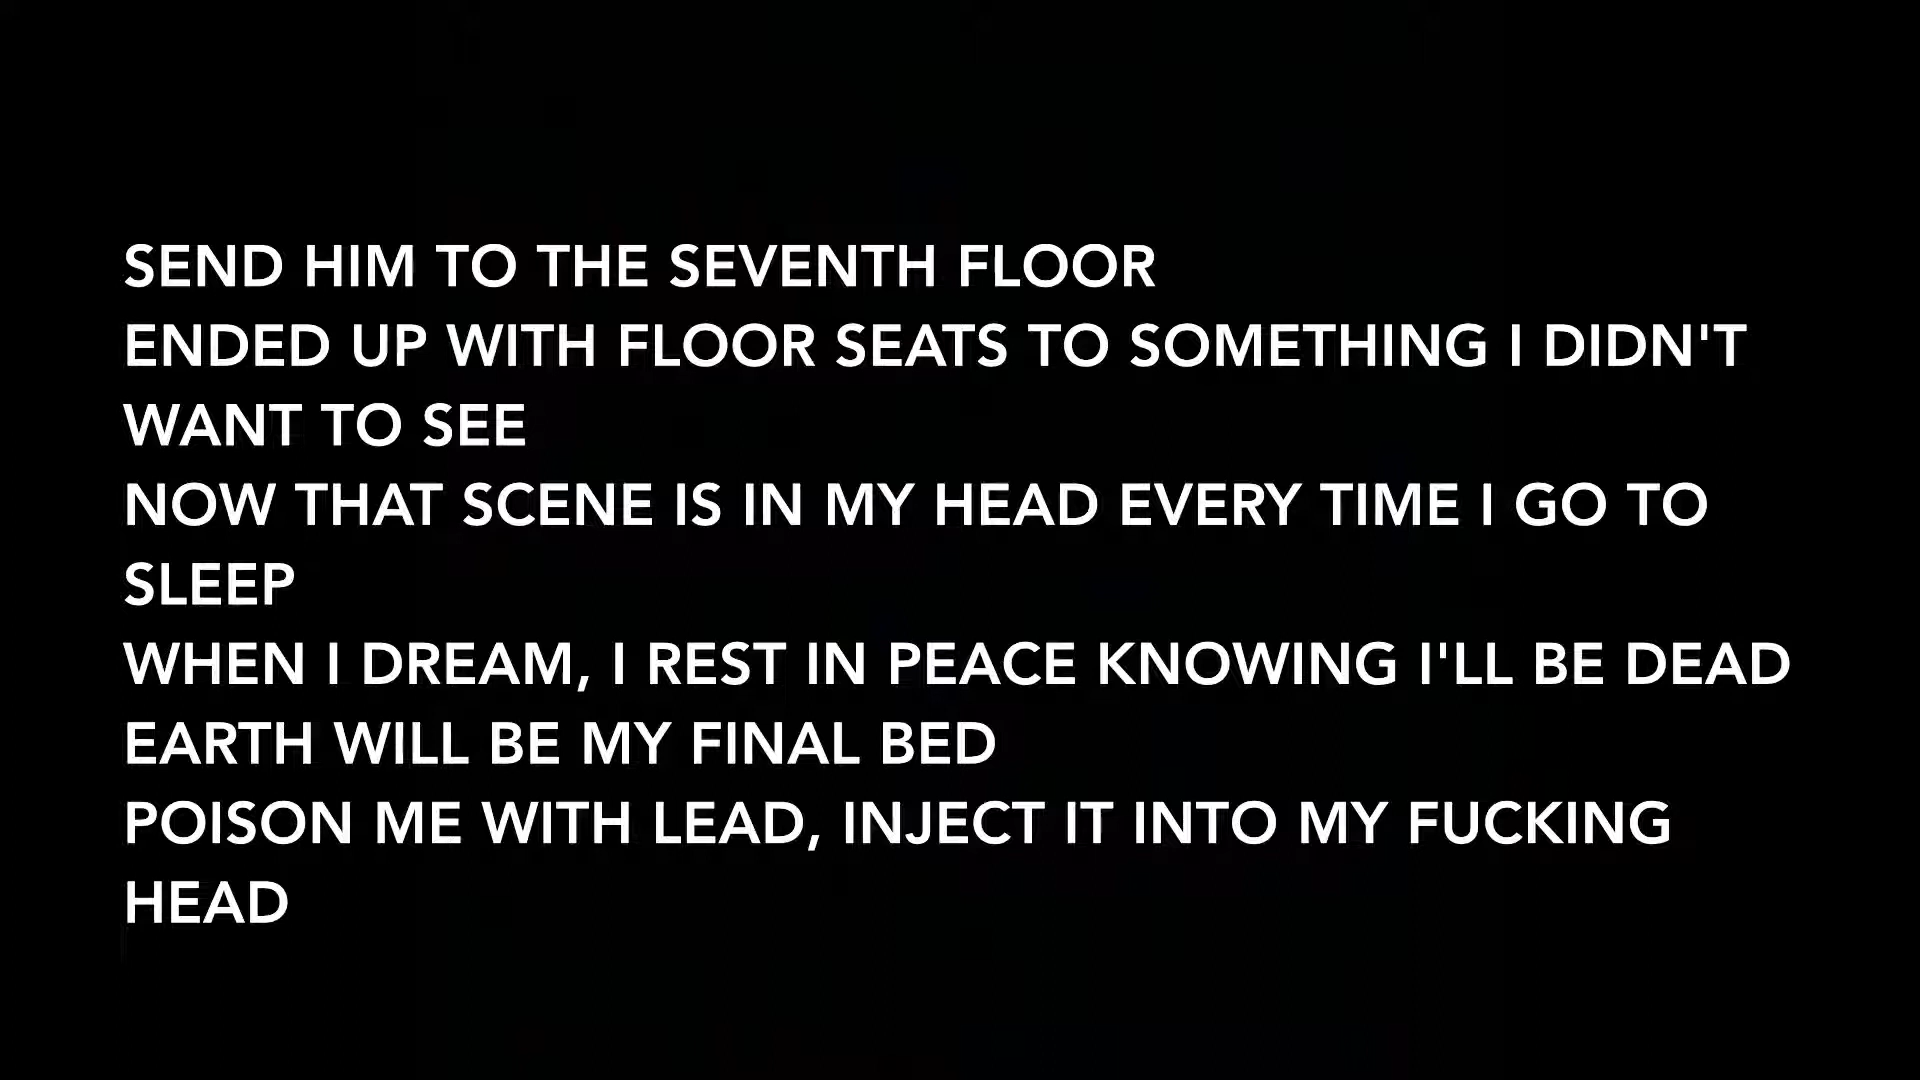 SEND HIM TO THE SEVENTH FLOOR
ENDED UP WITH FLOOR SEATS TO SOMETHING I DIDN'T
WANT TO SEE
NOW THAT SCENE IS IN MY HEAD EVERY TIME I GO TO
SLEEP
WHEN I DREAM, I REST IN PEACE KNOWING I'LL BE DEAD
EARTH WILL BE MY FINAL BED
POISON ME WITH LEAD, INJECT IT INTO MY FUCKING
HEAD